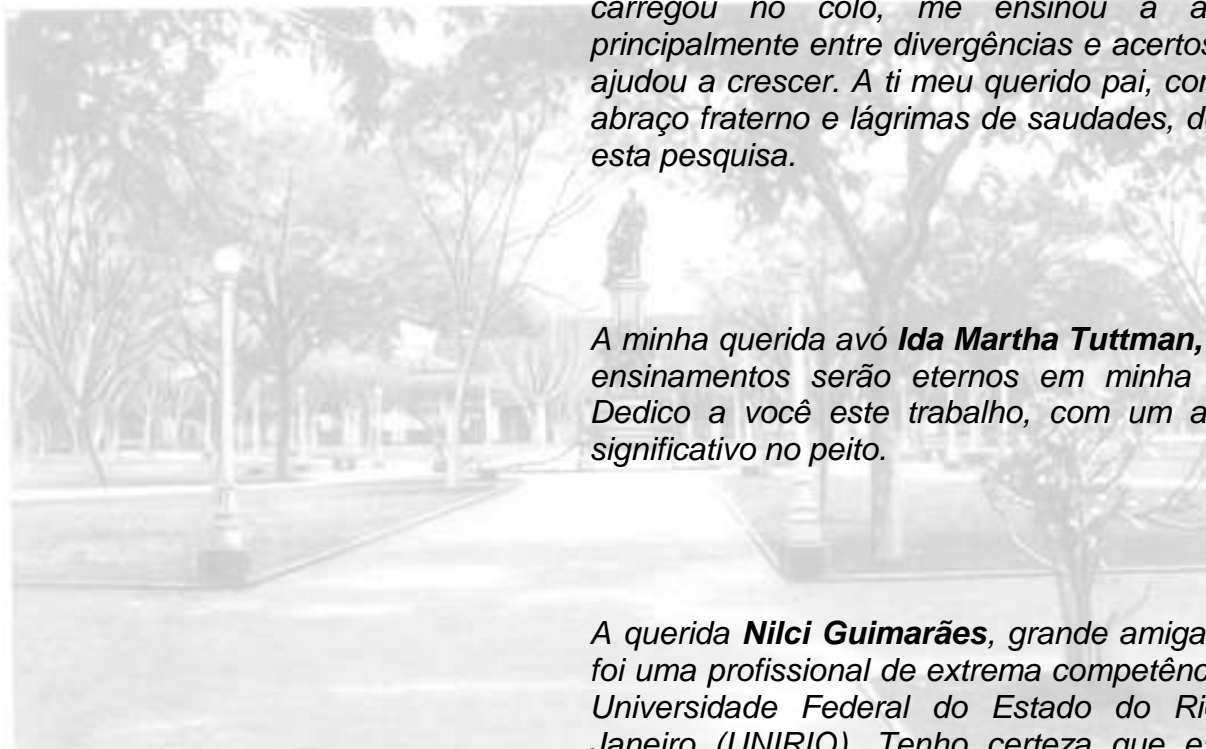 carregou no colo, me ensinou a a
principalmente entre divergências e acertos
ajudou a crescer. A ti meu querido pai, con
abraço fraterno e lágrimas de saudades, de
esta pesquisa.
A minha querida avó Ida Martha Tuttman,
ensinamentos serão eternos em minha
Dedico a você este trabalho, com um a
significativo no peito.
A querida Nilci Guimarães, grande amiga
foi uma profissional de extrema competênc
Universidade Federal do Estado do Rio
Janeiro (UNIRIO). Tenho certeza que e